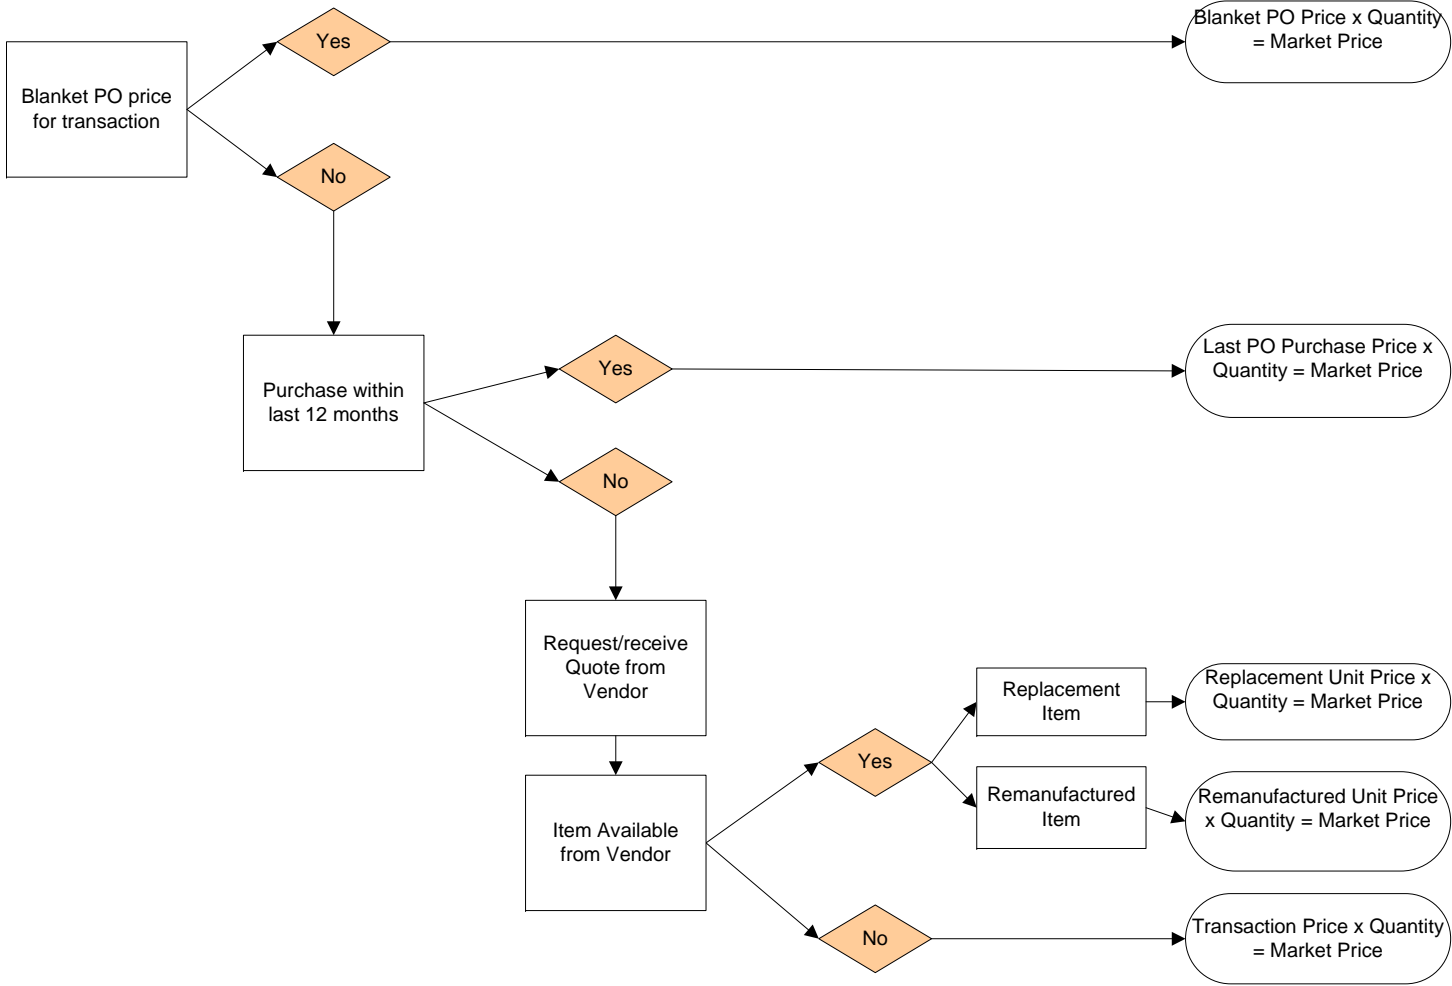 Blanket PO price
for transaction
Yes
Blanket PO Price x Quantity
= Market Price
No
Purchase within
last 12 months
Yes
Last PO Purchase Price x
Quantity = Market Price
No
Request/receive
Quote from
Vendor
Item Available
from Vendor
Yes
Replacement
Item
Replacement Unit Price x
Quantity = Market Price
Remanufactured
Item
Remanufactured Unit Price
x Quantity = Market Price
No
Transaction Price x Quantity
= Market Price